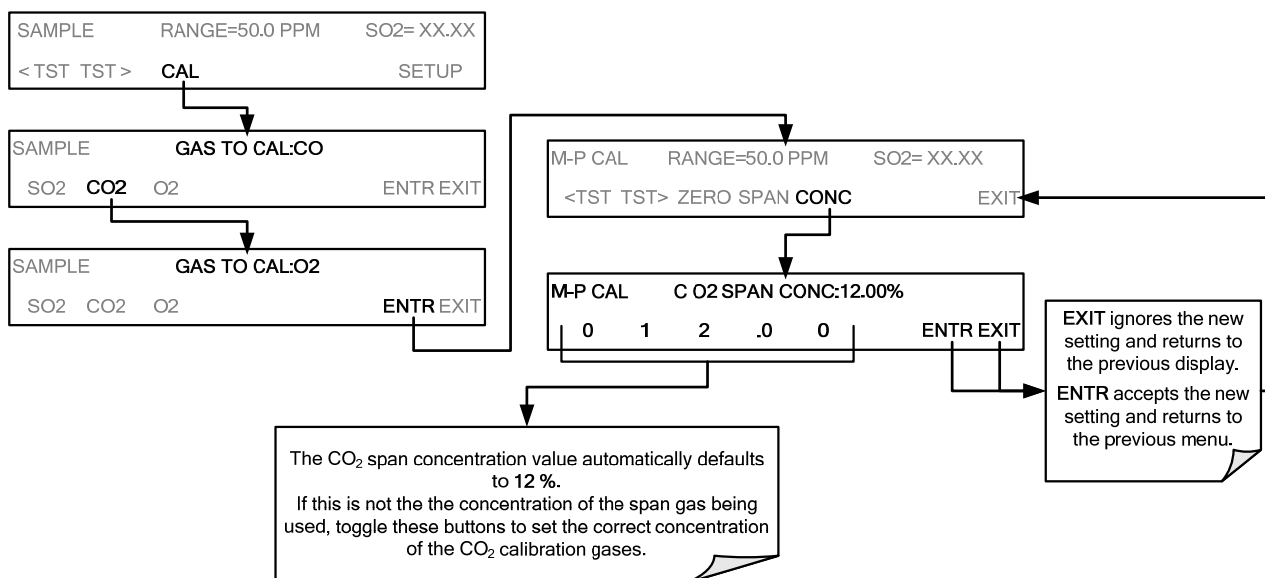 SAMPLE RANGE=50.0 PPM SO2= XX.XX
< TST TST > CAL SETUP
SAMPLE GAS TO CAL:CO
SO2 CO2 O2 ENTR EXIT
SAMPLE GAS TO CAL:O2
SO2 CO2 O2 ENTR EXIT
M-P CAL RANGE=50.0 PPM SO2= XX.XX
<TST TST> ZERO SPAN CONC EXIT
M-P CAL C O2 SPAN CONC:12.00%
0 1 2 .0 0 ENTR EXIT
EXIT ignores the new
setting and returns to
the previous display.
ENTR accepts the new
setting and returns to
the previous menu.
The CO₂ span concentration value automatically defaults
to 12 %.
If this is not the the concentration of the span gas being
used, toggle these buttons to set the correct concentration
of the CO₂ calibration gases.